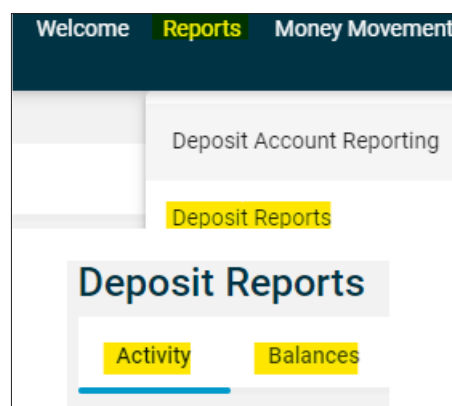 Welcome Reports Money Movement
Deposit Account Reporting
Deposit Reports
Deposit Reports
Activity Balances